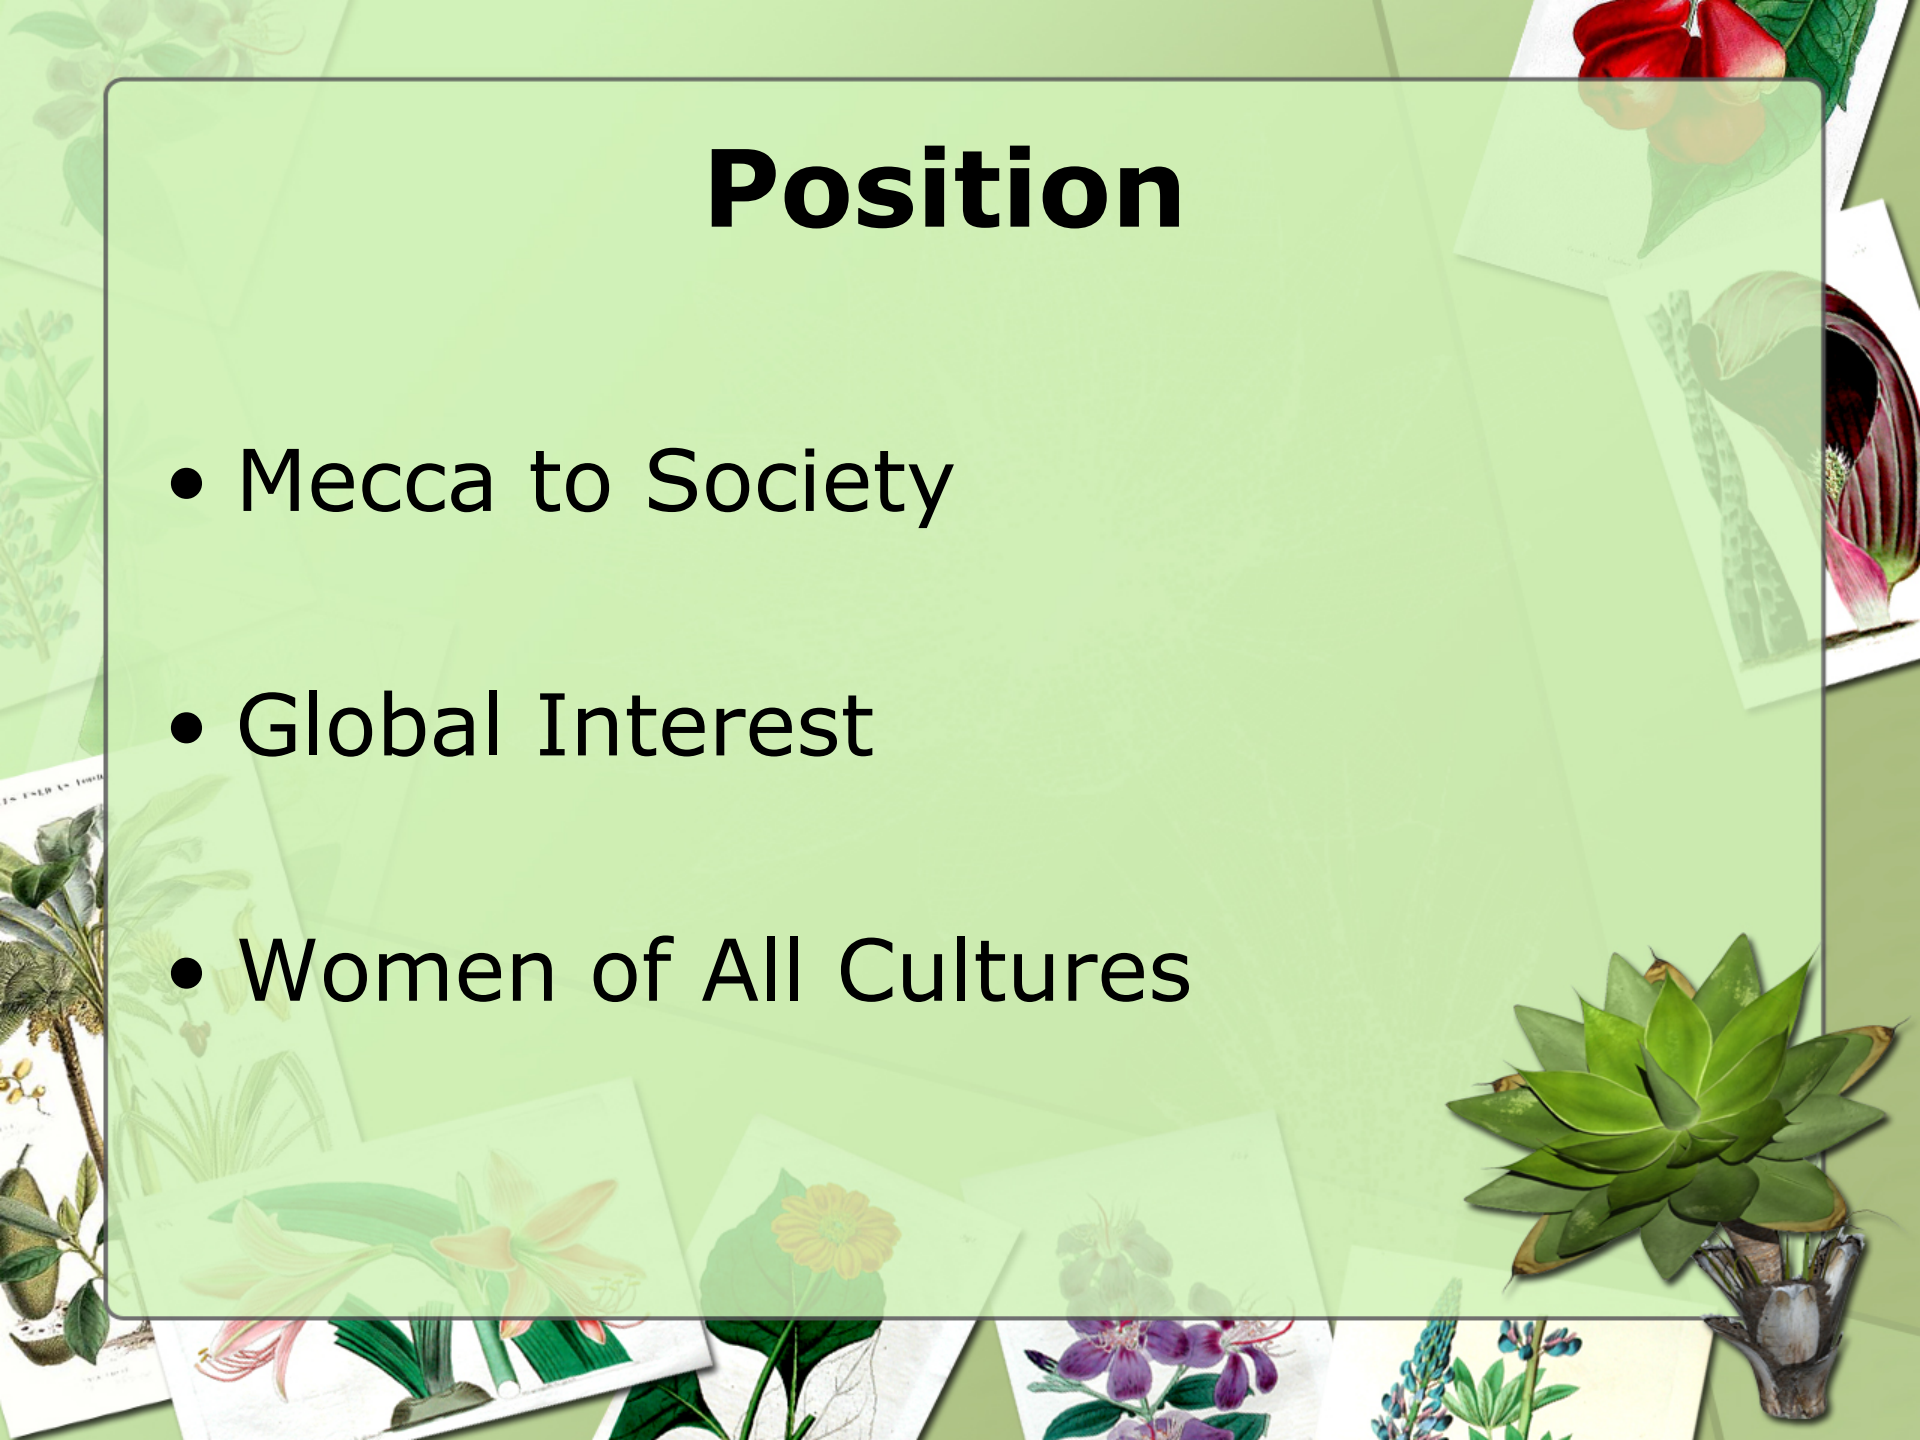 Position
• Mecca to Society
• Global Interest
• Women of All Cultures